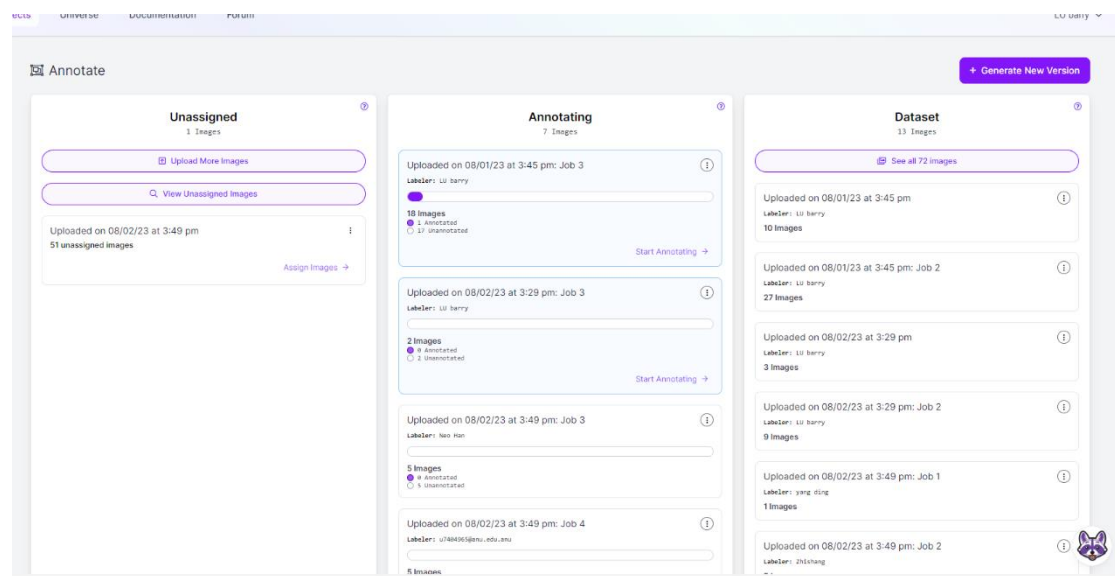 ects Universe Documentation Forum LU barry
Annotate
+ Generate New Version
Unassigned
1 Images
Upload More Images
View Unassigned Images
Uploaded on 08/02/23 at 3:49 pm
51 unassigned images
Assign Images →
Annotating
7 Images
Uploaded on 08/01/23 at 3:45 pm: Job 3
Labeler: LU barry
18 Images
1 Annotated
17 Unannotated
Start Annotating →
Uploaded on 08/02/23 at 3:29 pm: Job 3
Labeler: LU barry
2 Images
0 Annotated
2 Unannotated
Start Annotating →
Uploaded on 08/02/23 at 3:49 pm: Job 3
Labeler: Neo Han
5 Images
0 Annotated
5 Unannotated
Uploaded on 08/02/23 at 3:49 pm: Job 4
Labeler: u7404365@anu.edu.anu
5 Images
Dataset
13 Images
See all 72 images
Uploaded on 08/01/23 at 3:45 pm
Labeler: LU barry
10 Images
Uploaded on 08/01/23 at 3:45 pm: Job 2
Labeler: LU barry
27 Images
Uploaded on 08/02/23 at 3:29 pm
Labeler: LU barry
3 Images
Uploaded on 08/02/23 at 3:29 pm: Job 2
Labeler: LU barry
9 Images
Uploaded on 08/02/23 at 3:49 pm: Job 1
Labeler: yang ding
1 Images
Uploaded on 08/02/23 at 3:49 pm: Job 2
Labeler: Zhishang